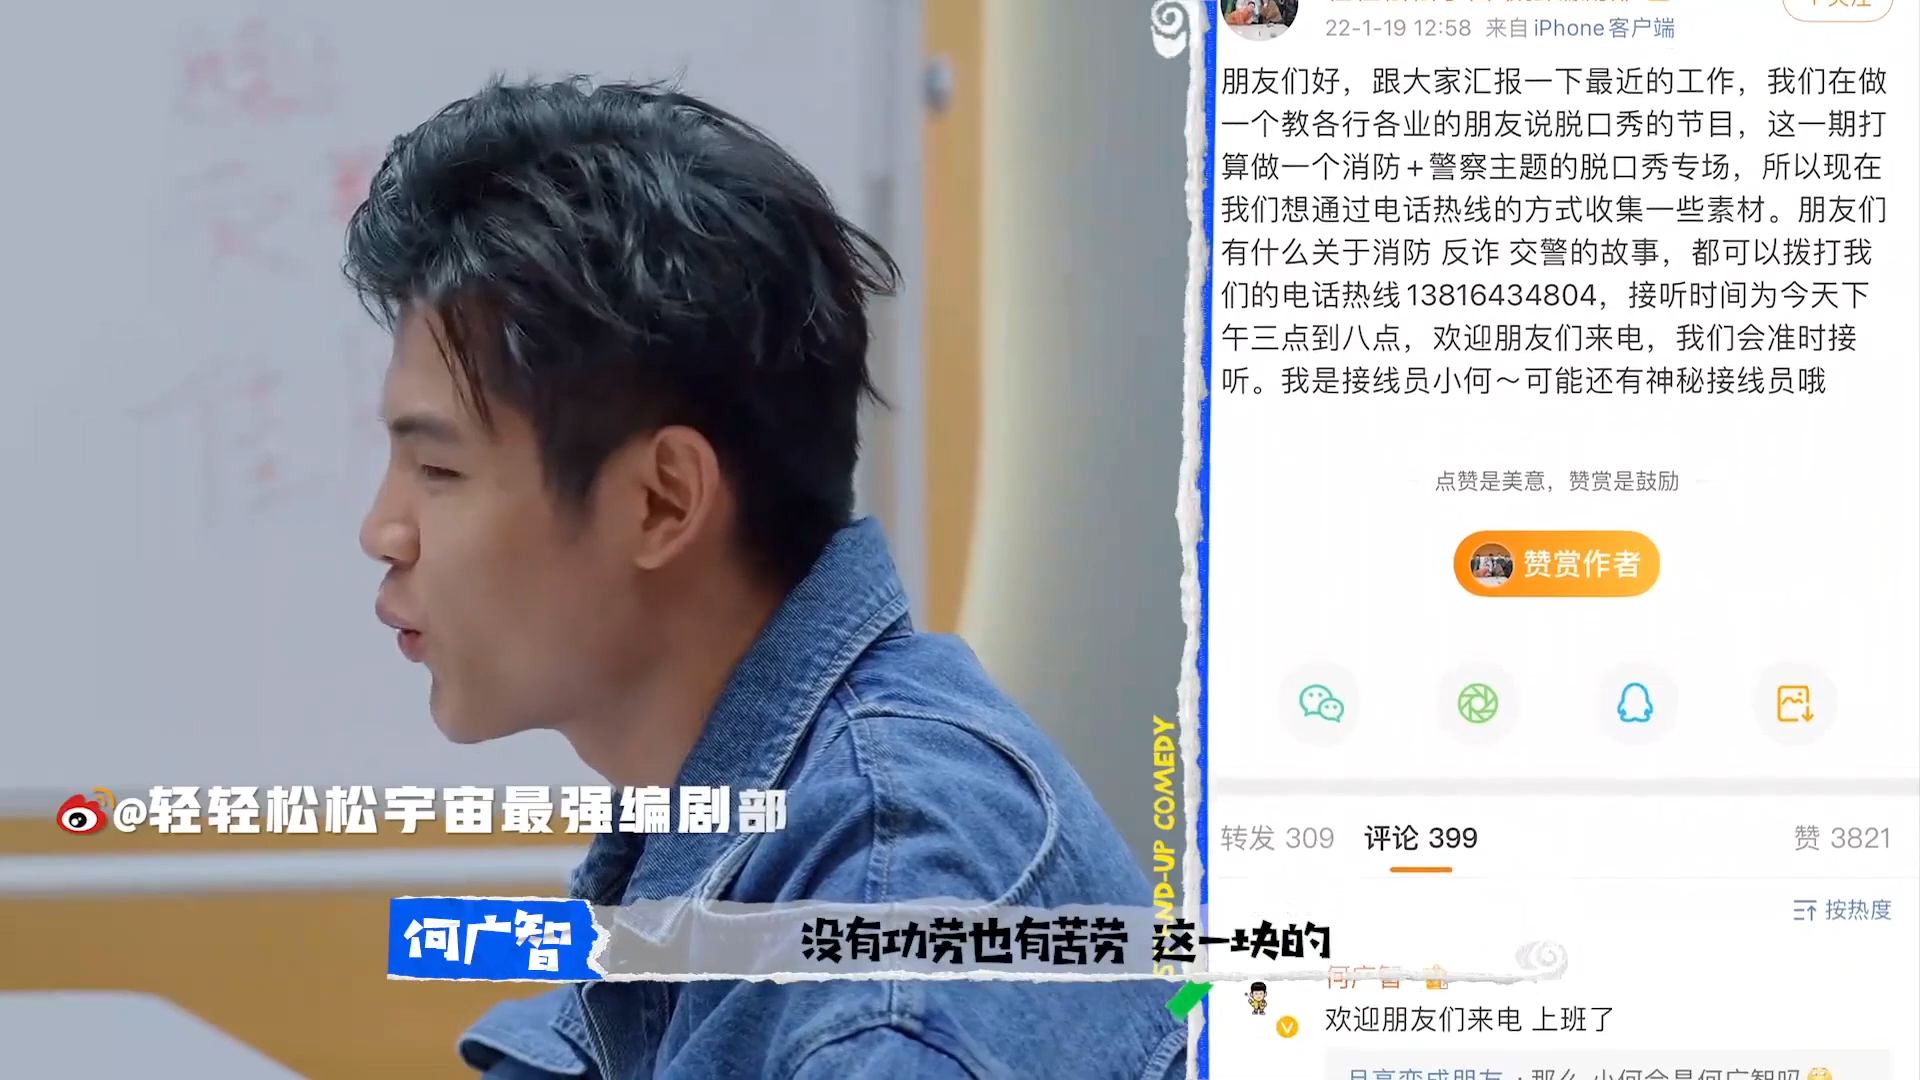 22-1-19 12:58 来自 iPhone客户端
朋友们好，跟大家汇报一下最近的工作，我们在做
一个教各行各业的朋友说脱口秀的节目，这一期打
算做一个消防+警察主题的脱口秀专场，所以现在
我们想通过电话热线的方式收集一些素材。朋友们
有什么关于消防 反诈 交警的故事，都可以拨打我
们的电话热线13816434804，接听时间为今天下
午三点到八点，欢迎朋友们来电，我们会准时接
听。我是接线员小何～可能还有神秘接线员哦
点赞是美意，赞赏是鼓励
赞赏作者
转发 309 评论 399 赞 3821
按热度
何广智
欢迎朋友们来电 上班了
@轻轻松松宇宙最强编剧部
何广智 没有功劳也有苦劳 这一块的